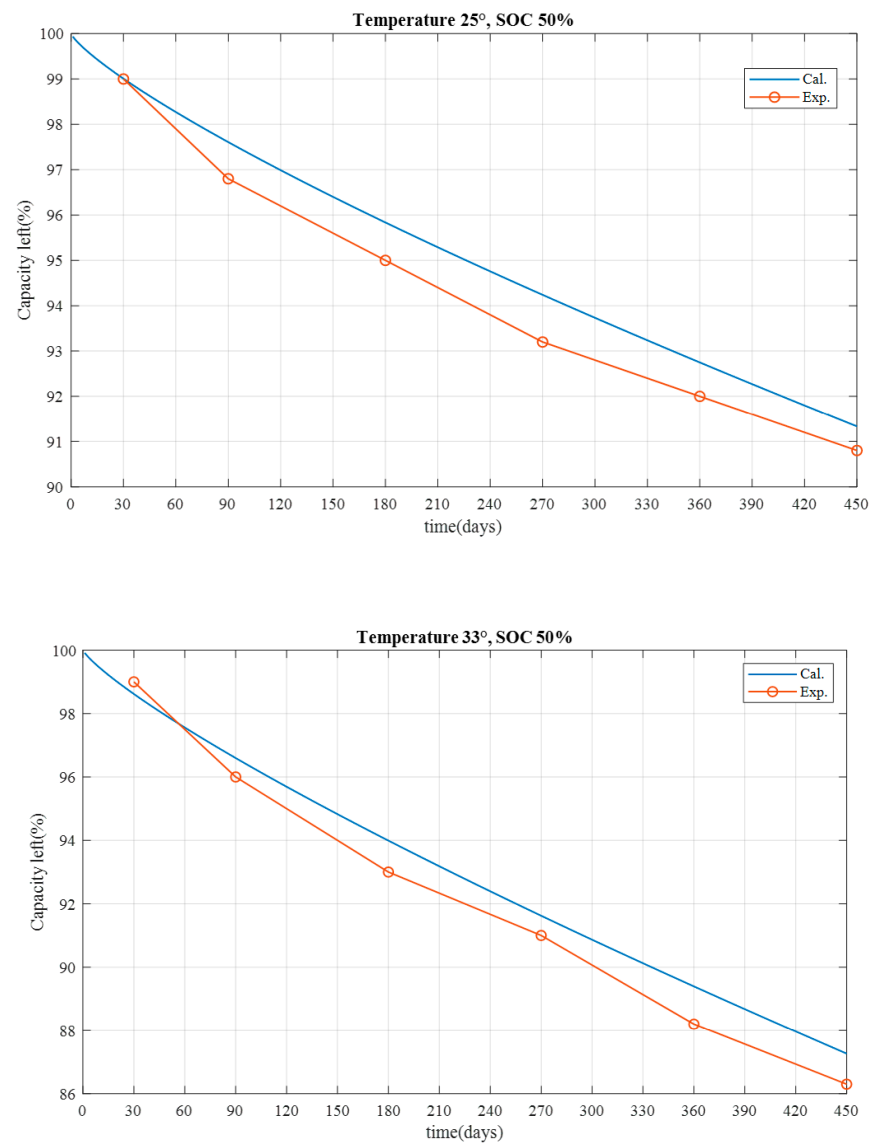 Temperature 25°, SOC 50%
100
99
98
97
96
95
94
93
92
91
90
Capacity left(%)
Cal.
Exp.
0 30 60 90 120 150 180 210 240 270 300 330 360 390 420 450
time(days)
Temperature 33°, SOC 50%
100
98
96
94
92
90
88
86
Capacity left(%)
Cal.
Exp.
0 30 60 90 120 150 180 210 240 270 300 330 360 390 420 450
time(days)